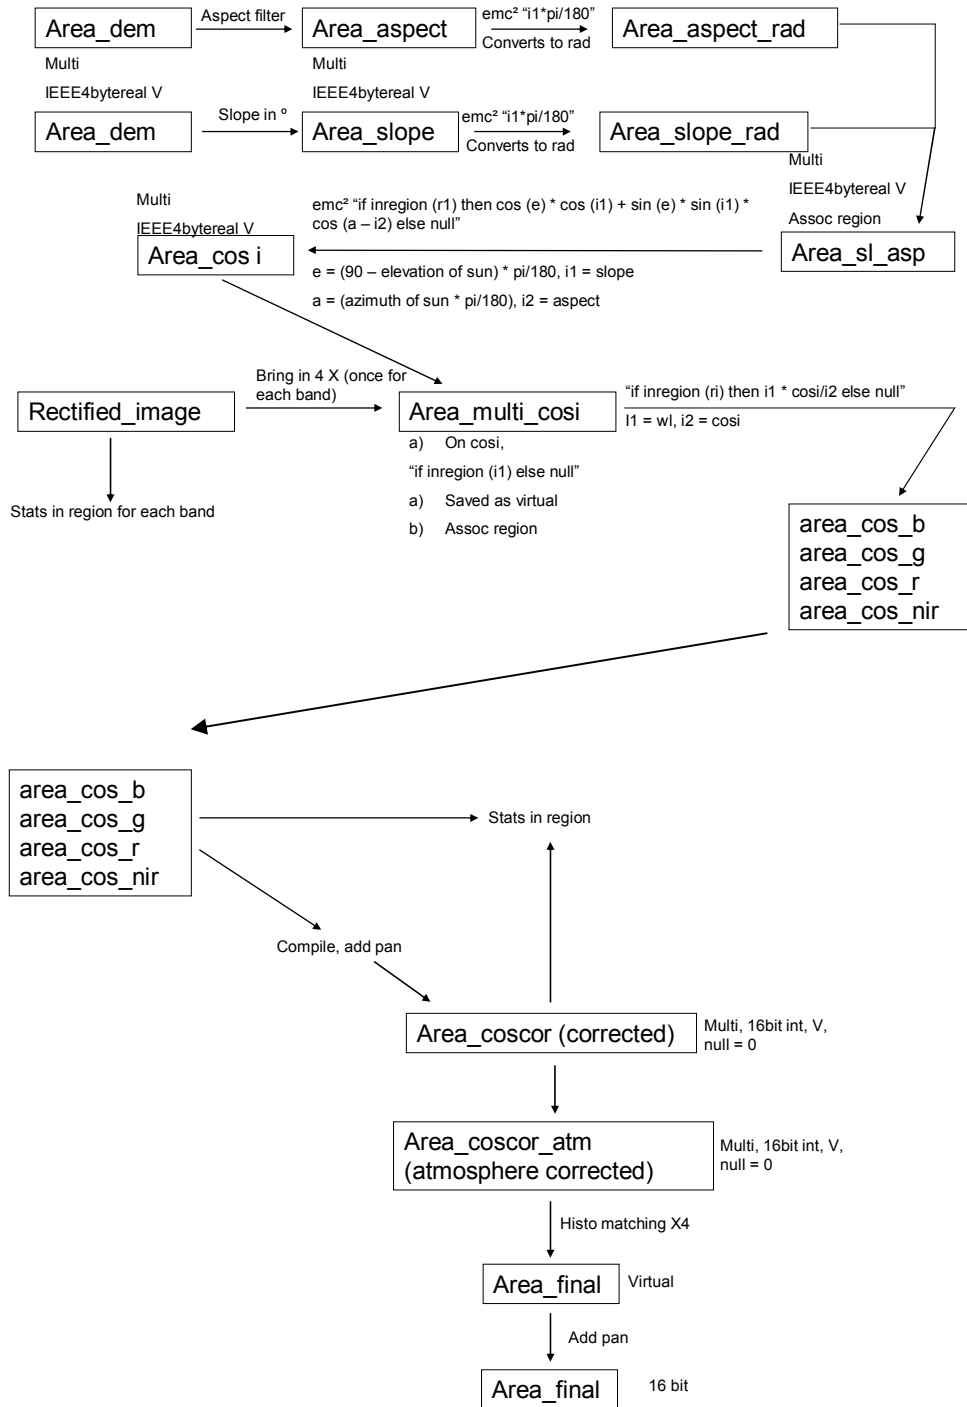 Area_dem
Aspect filter
Area_aspect
emc² “i1*pi/180”
Converts to rad
Area_aspect_rad
Multi
IEEE4bytereal V
Multi
IEEE4bytereal V
Area_dem
Slope in º
Area_slope
emc² “i1*pi/180”
Converts to rad
Area_slope_rad
Multi
IEEE4bytereal V
Assoc region
Area_sl_asp
emc² “if inregion (r1) then cos (e) * cos (i1) + sin (e) * sin (i1) *
cos (a – i2) else null”
e = (90 – elevation of sun) * pi/180, i1 = slope
a = (azimuth of sun * pi/180), i2 = aspect
Multi
IEEE4bytereal V
Area_cos i
Rectified_image
Bring in 4 X (once for
each band)
Area_multi_cosi
“if inregion (ri) then i1 * cosi/i2 else null”
I1 = wl, i2 = cosi
a) On cosi,
“if inregion (i1) else null”
a) Saved as virtual
b) Assoc region
Stats in region for each band
area_cos_b
area_cos_g
area_cos_r
area_cos_nir
area_cos_b
area_cos_g
area_cos_r
area_cos_nir
Stats in region
Compile, add pan
Area_coscor (corrected)
Multi, 16bit int, V,
null = 0
Area_coscor_atm
(atmosphere corrected)
Multi, 16bit int, V,
null = 0
Histo matching X4
Area_final
Virtual
Add pan
Area_final
16 bit